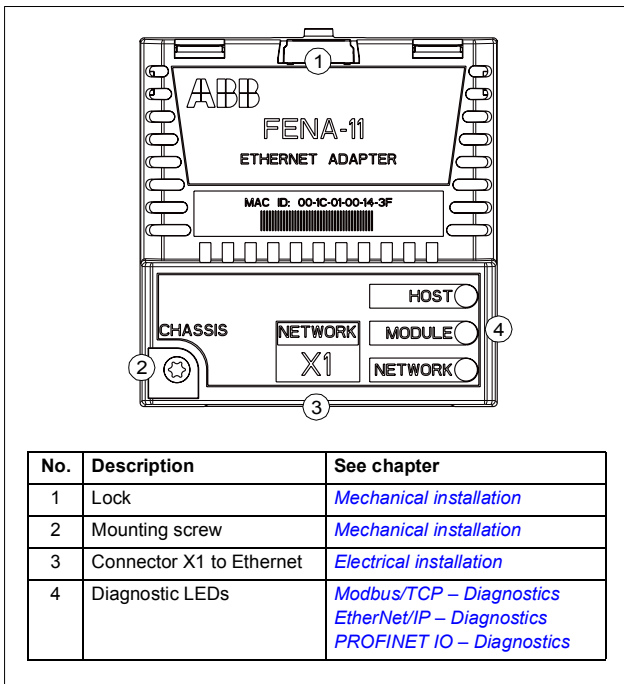 1
ABB
FENA-11
ETHERNET ADAPTER
MAC ID: 00-1C-01-00-14-3F
HOST
CHASSIS
NETWORK
MODULE
4
2
X1
NETWORK
3
No. Description See chapter
1 Lock Mechanical installation
2 Mounting screw Mechanical installation
3 Connector X1 to Ethernet Electrical installation
4 Diagnostic LEDs Modbus/TCP – Diagnostics
EtherNet/IP – Diagnostics
PROFINET IO – Diagnostics